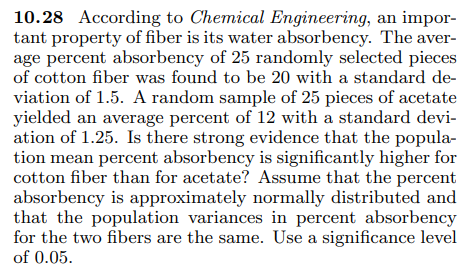 10.28 According to Chemical Engineering, an impor-
tant property of fiber is its water absorbency. The aver-
age percent absorbency of 25 randomly selected pieces
of cotton fiber was found to be 20 with a standard de-
viation of 1.5. A random sample of 25 pieces of acetate
yielded an average percent of 12 with a standard devi-
ation of 1.25. Is there strong evidence that the popula-
tion mean percent absorbency is significantly higher for
cotton fiber than for acetate? Assume that the percent
absorbency is approximately normally distributed and
that the population variances in percent absorbency
for the two fibers are the same. Use a significance level
of 0.05.